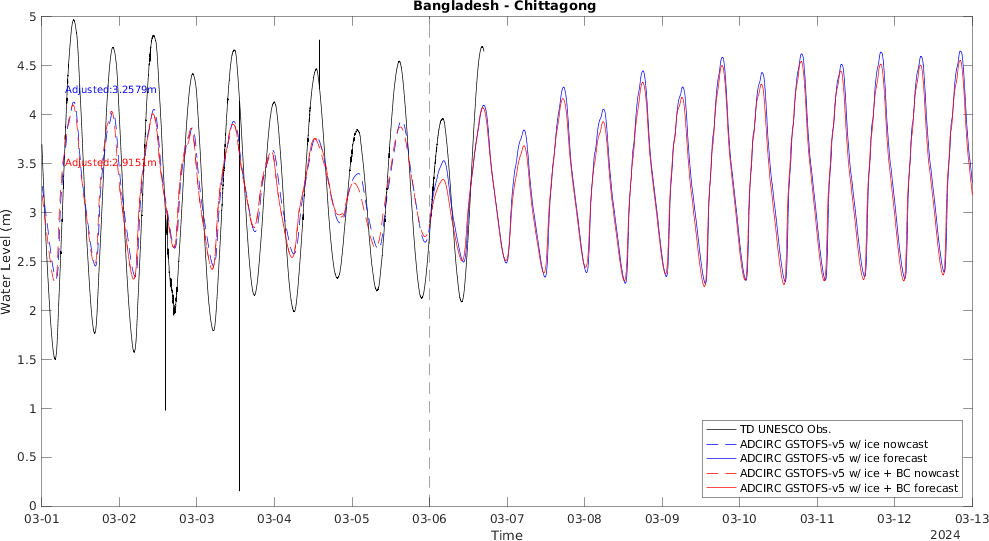 Bangladesh - Chittagong
Water Level (m)
5
4.5
4
3.5
3
2.5
2
1.5
1
0.5
0
Adjusted:3.2579m
Adjusted:2.9151m
TD UNESCO Obs.
ADCIRC GSTOFS-v5 w/ ice nowcast
ADCIRC GSTOFS-v5 w/ ice forecast
ADCIRC GSTOFS-v5 w/ ice + BC nowcast
ADCIRC GSTOFS-v5 w/ ice + BC forecast
03-01 03-02 03-03 03-04 03-05 03-06 03-07 03-08 03-09 03-10 03-11 03-12 03-13
Time
2024